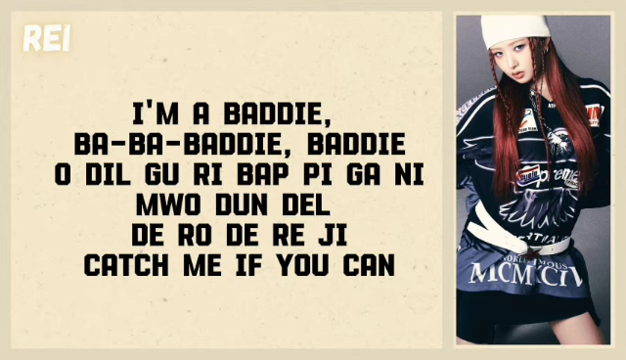 REI
I'M A BADDIE,
BA-BA-BADDIE, BADDIE
O DIL GU RI BAP PI GA NI
MWO DUN DEL
DE RO DE RE JI
CATCH ME IF YOU CAN